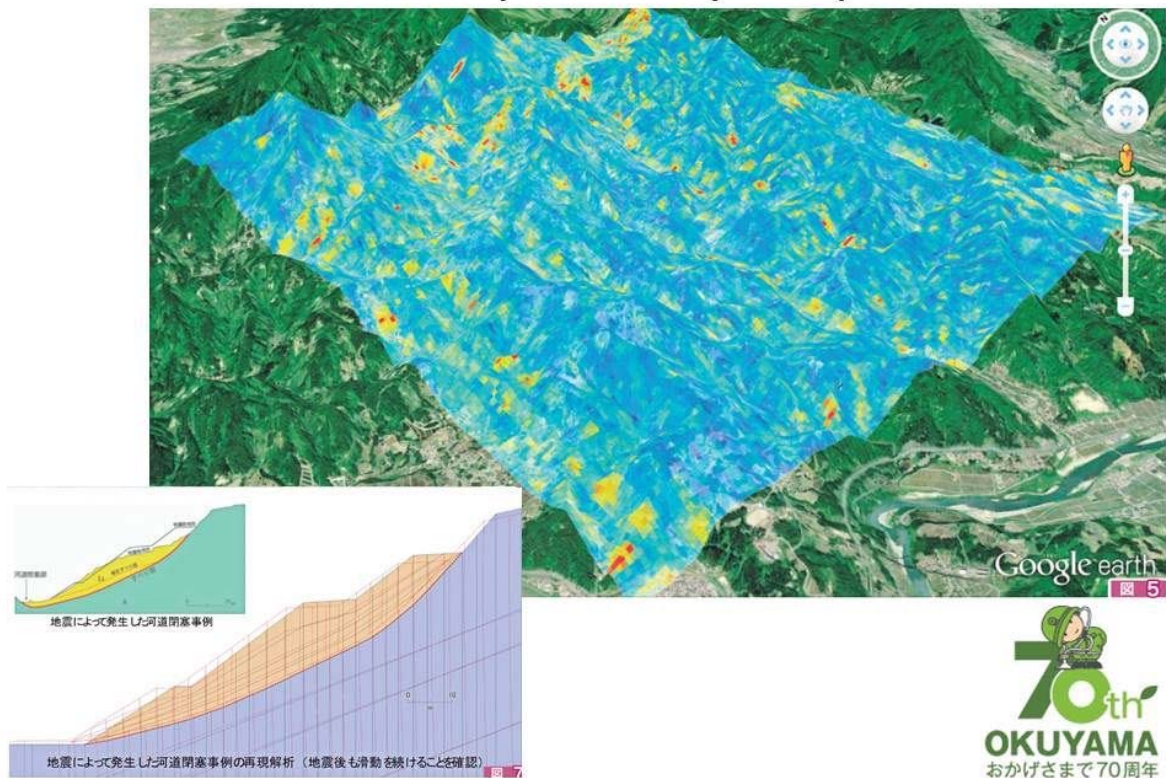 Google earth
図 5
河道閉塞部
すべり面
地震によって発生した河道閉塞事例
0 10
m
地震によって発生した河道閉塞事例の再現解析（地震後も滑動を続けることを確認）
図 7
70th
OKUYAMA
おかげさまで70周年